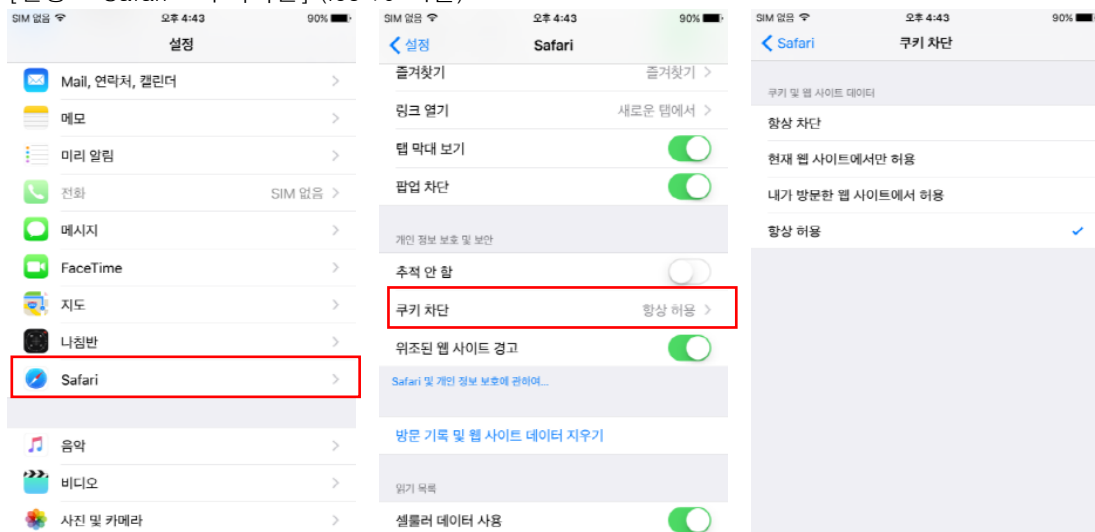 SIM 없음 오후 4:43 90%
설정
Mail, 연락처, 캘린더
메모
미리 알림
전화 SIM 없음
메시지
FaceTime
지도
나침반
Safari
음악
비디오
사진 및 카메라
SIM 없음 오후 4:43 90%
설정 Safari
즐겨찾기 즐겨찾기
링크 열기 새로운 탭에서
탭 막대 보기
팝업 차단
개인 정보 보호 및 보안
추적 안 함
쿠키 차단 항상 허용
위조된 웹 사이트 경고
Safari 및 개인 정보 보호에 관하여...
방문 기록 및 웹 사이트 데이터 지우기
읽기 목록
셀룰러 데이터 사용
SIM 없음 오후 4:43 90%
Safari 쿠키 차단
쿠키 및 웹 사이트 데이터
항상 차단
현재 웹 사이트에서만 허용
내가 방문한 웹 사이트에서 허용
항상 허용